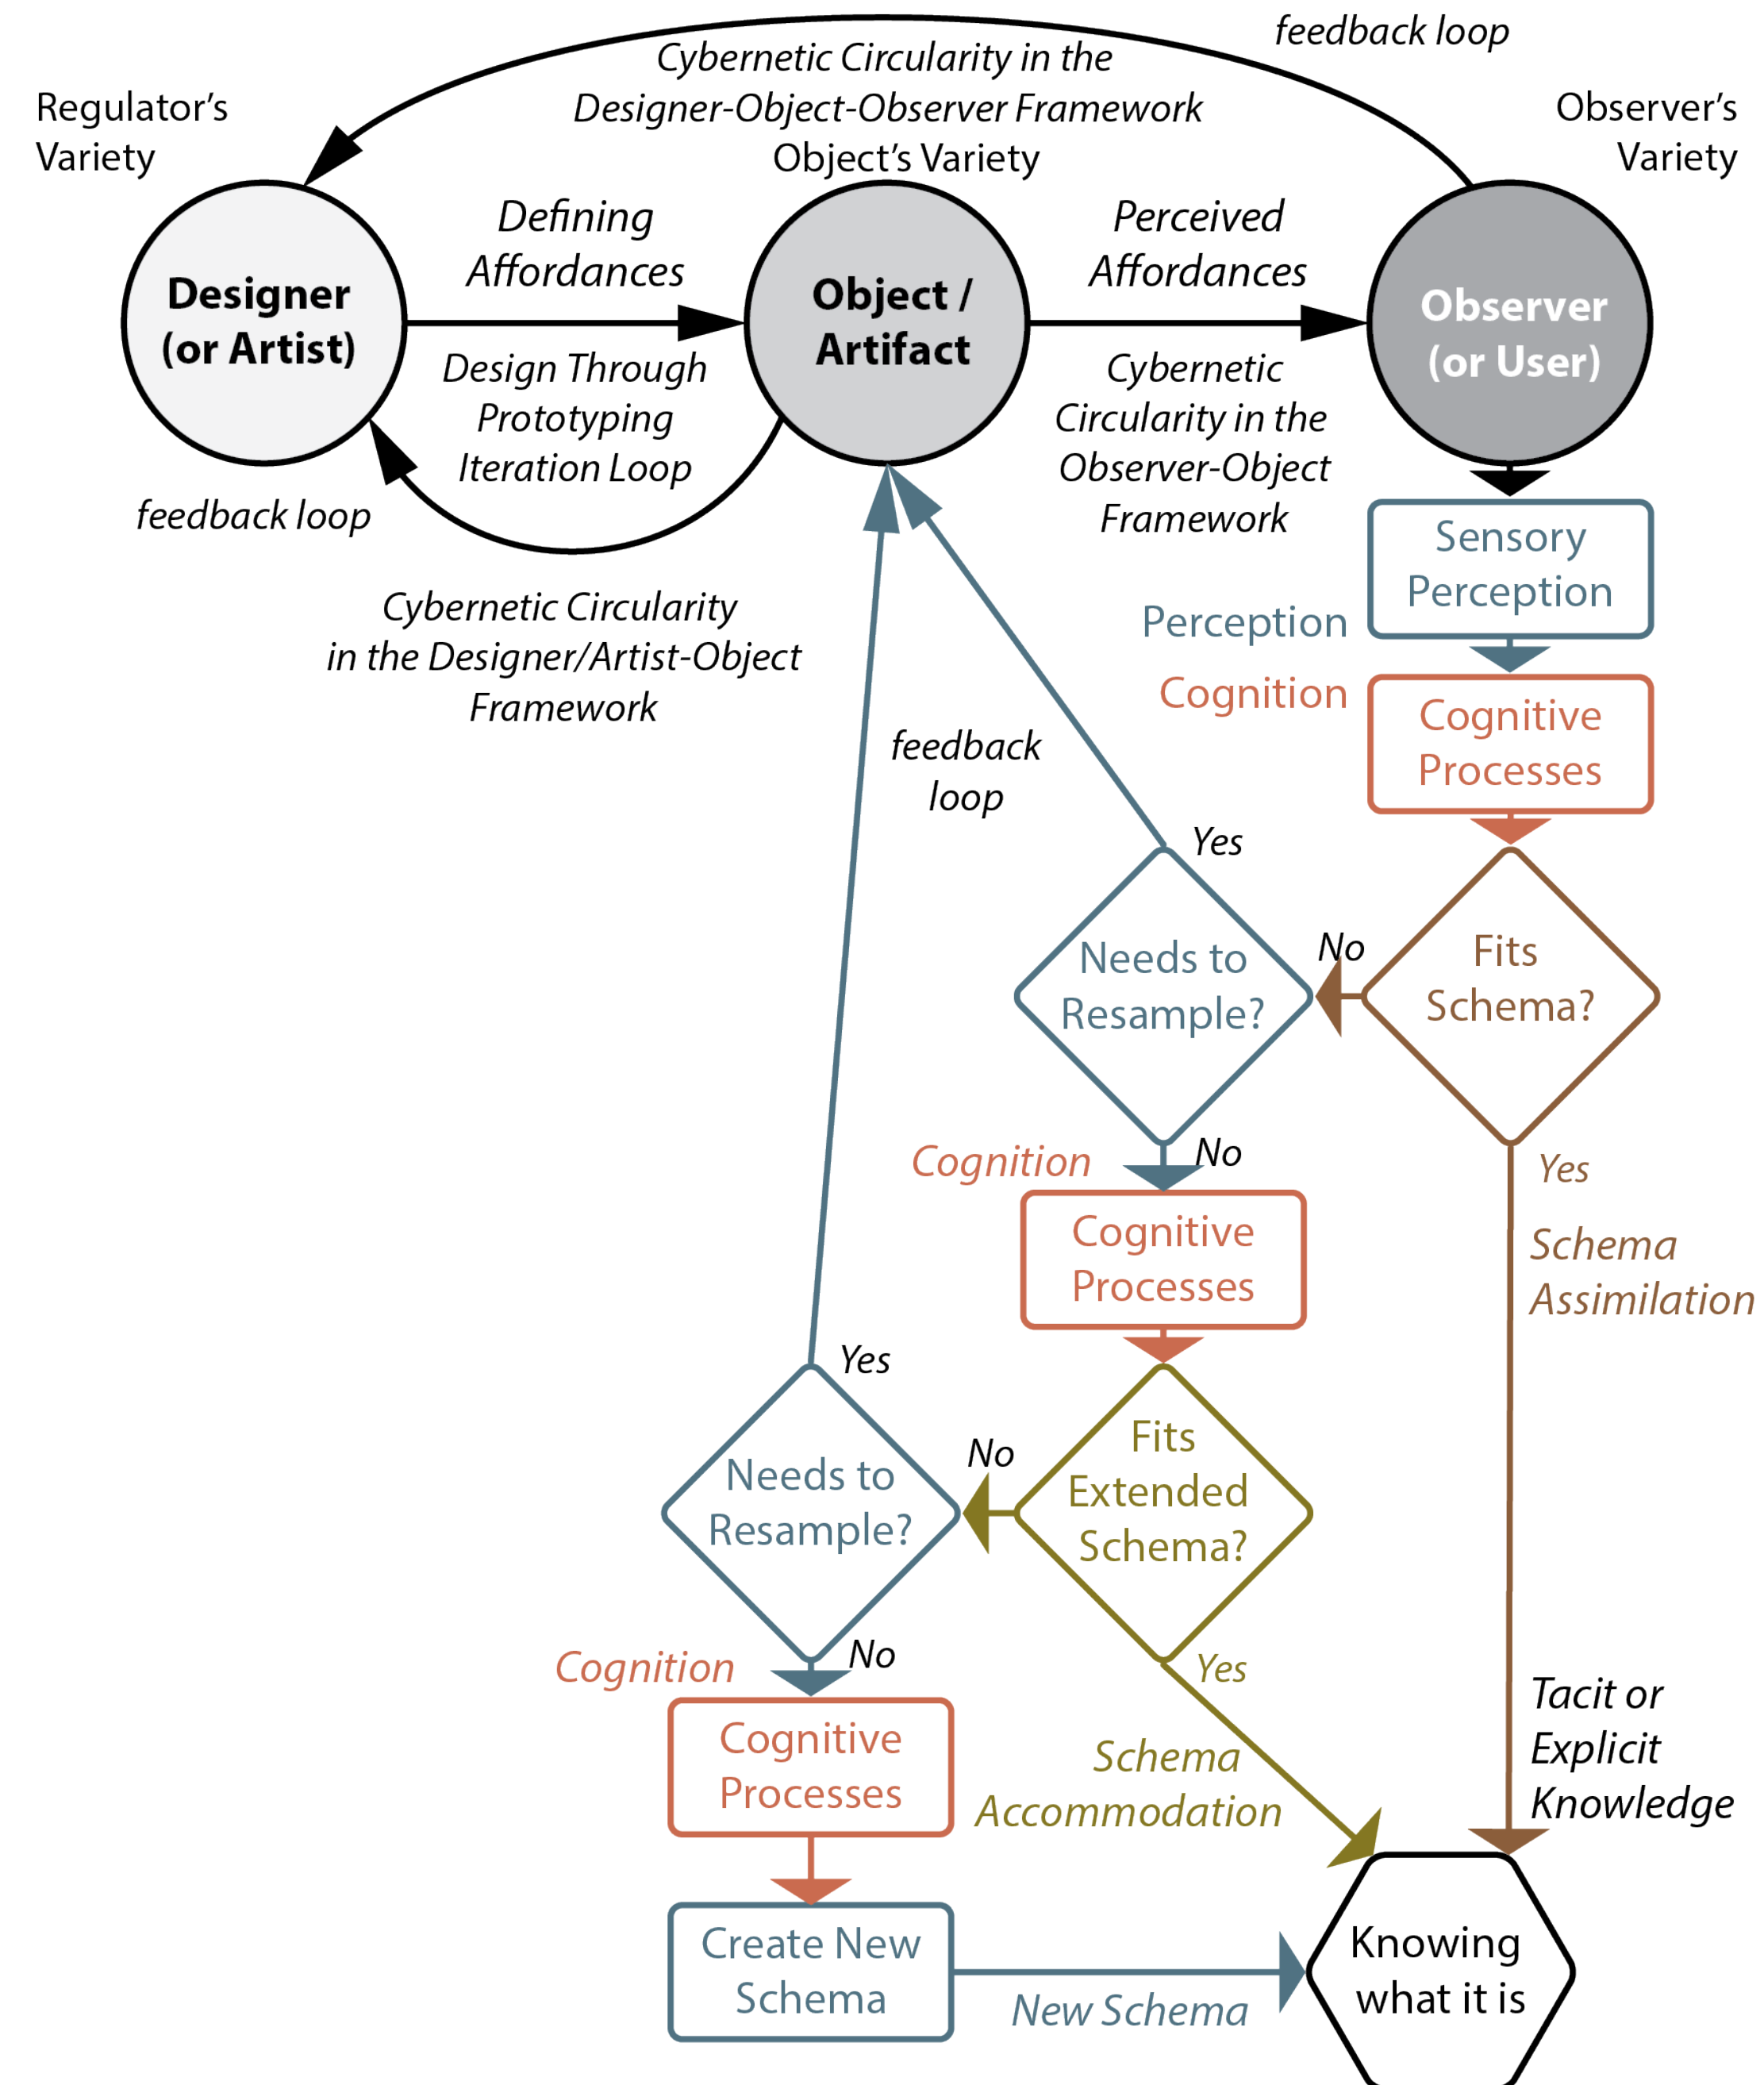 feedback loop
Cybernetic Circularity in the
Designer-Object-Observer Framework
Regulator's
Variety
Object's Variety
Observer's
Variety
Designer
(or Artist)
Defining
Affordances
Design Through
Prototyping
Iteration Loop
Object /
Artifact
Perceived
Affordances
Cybernetic
Circularity in the
Observer-Object
Framework
Observer
(or User)
feedback loop
Cybernetic Circularity
in the Designer/Artist-Object
Framework
Sensory
Perception
Perception
Cognition
Cognitive
Processes
feedback
loop
Yes
Needs to
Resample?
No
Fits
Schema?
Cognition
No
Yes
Schema
Assimilation
Cognitive
Processes
Yes
Needs to
Resample?
No
Fits
Extended
Schema?
Cognition
No
Yes
Schema
Accommodation
Tacit or
Explicit
Knowledge
Cognitive
Processes
Create New
Schema
New Schema
Knowing
what it is